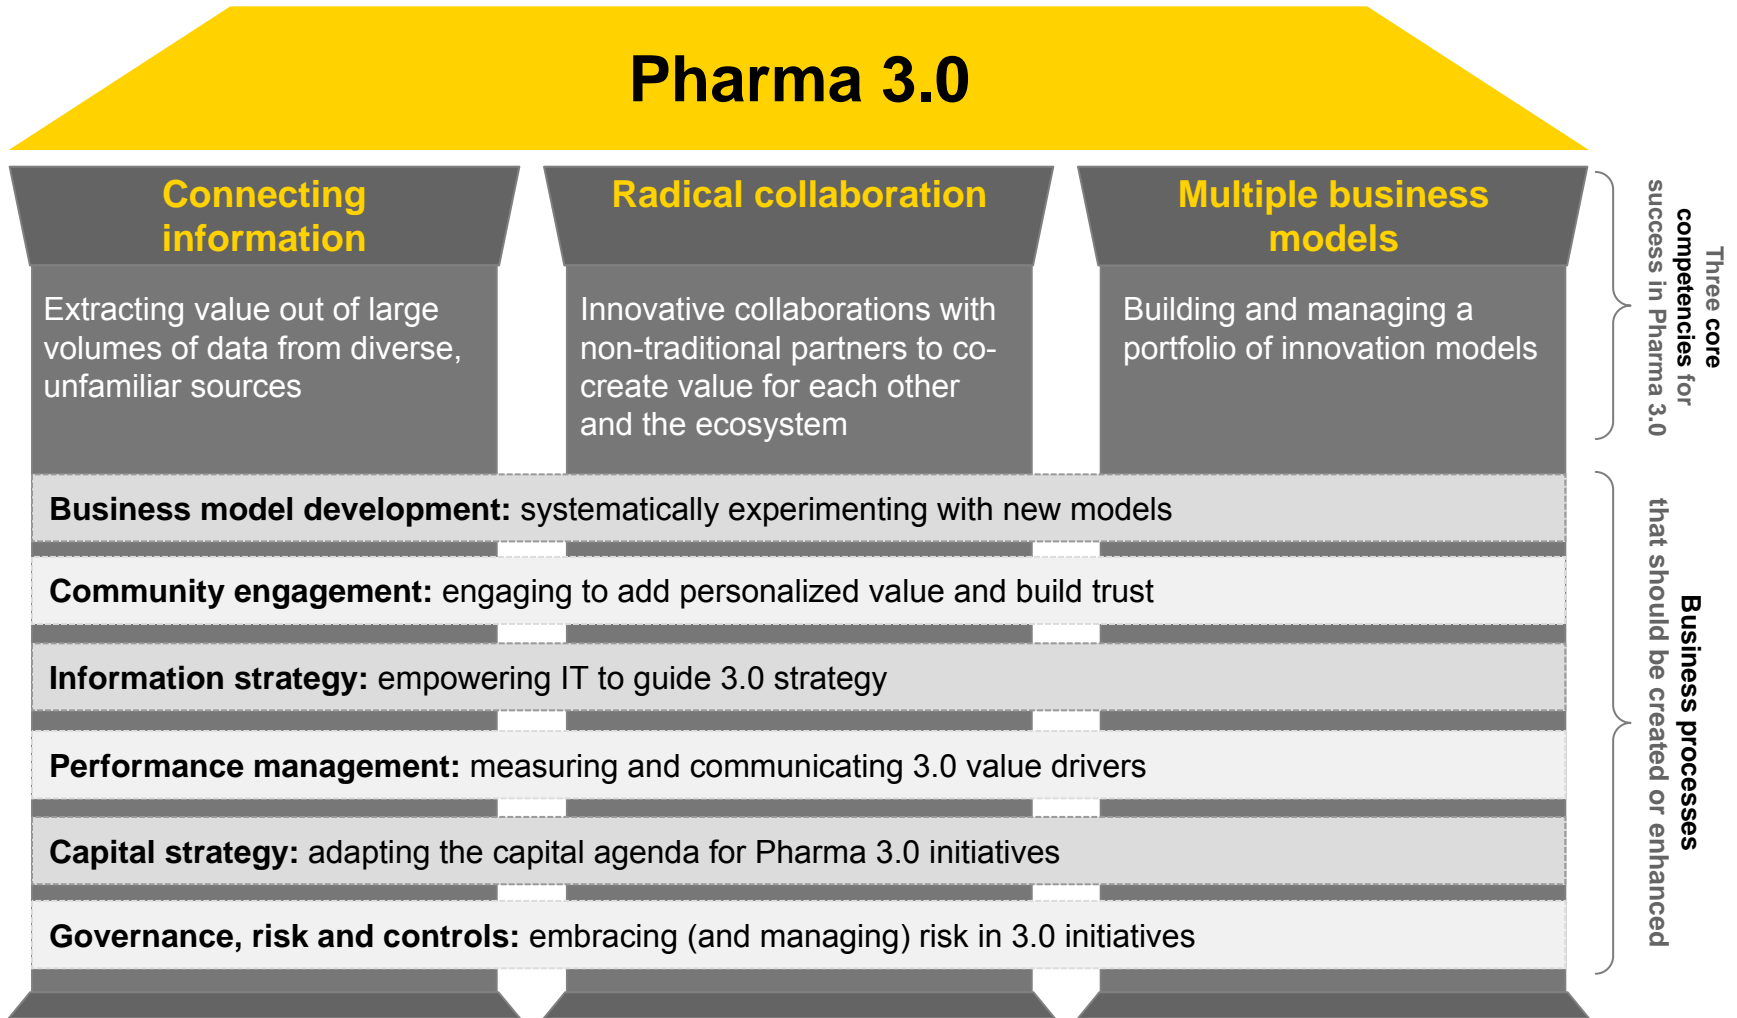 Pharma 3.0
Connecting
information
Extracting value out of large
volumes of data from diverse,
unfamiliar sources
Radical collaboration
Innovative collaborations with
non-traditional partners to co-
create value for each other
and the ecosystem
Multiple business
models
Building and managing a
portfolio of innovation models
Three core
competencies for
success in Pharma 3.0
Business model development: systematically experimenting with new models
Community engagement: engaging to add personalized value and build trust
Information strategy: empowering IT to guide 3.0 strategy
Performance management: measuring and communicating 3.0 value drivers
Capital strategy: adapting the capital agenda for Pharma 3.0 initiatives
Governance, risk and controls: embracing (and managing) risk in 3.0 initiatives
Business processes
that should be created or enhanced